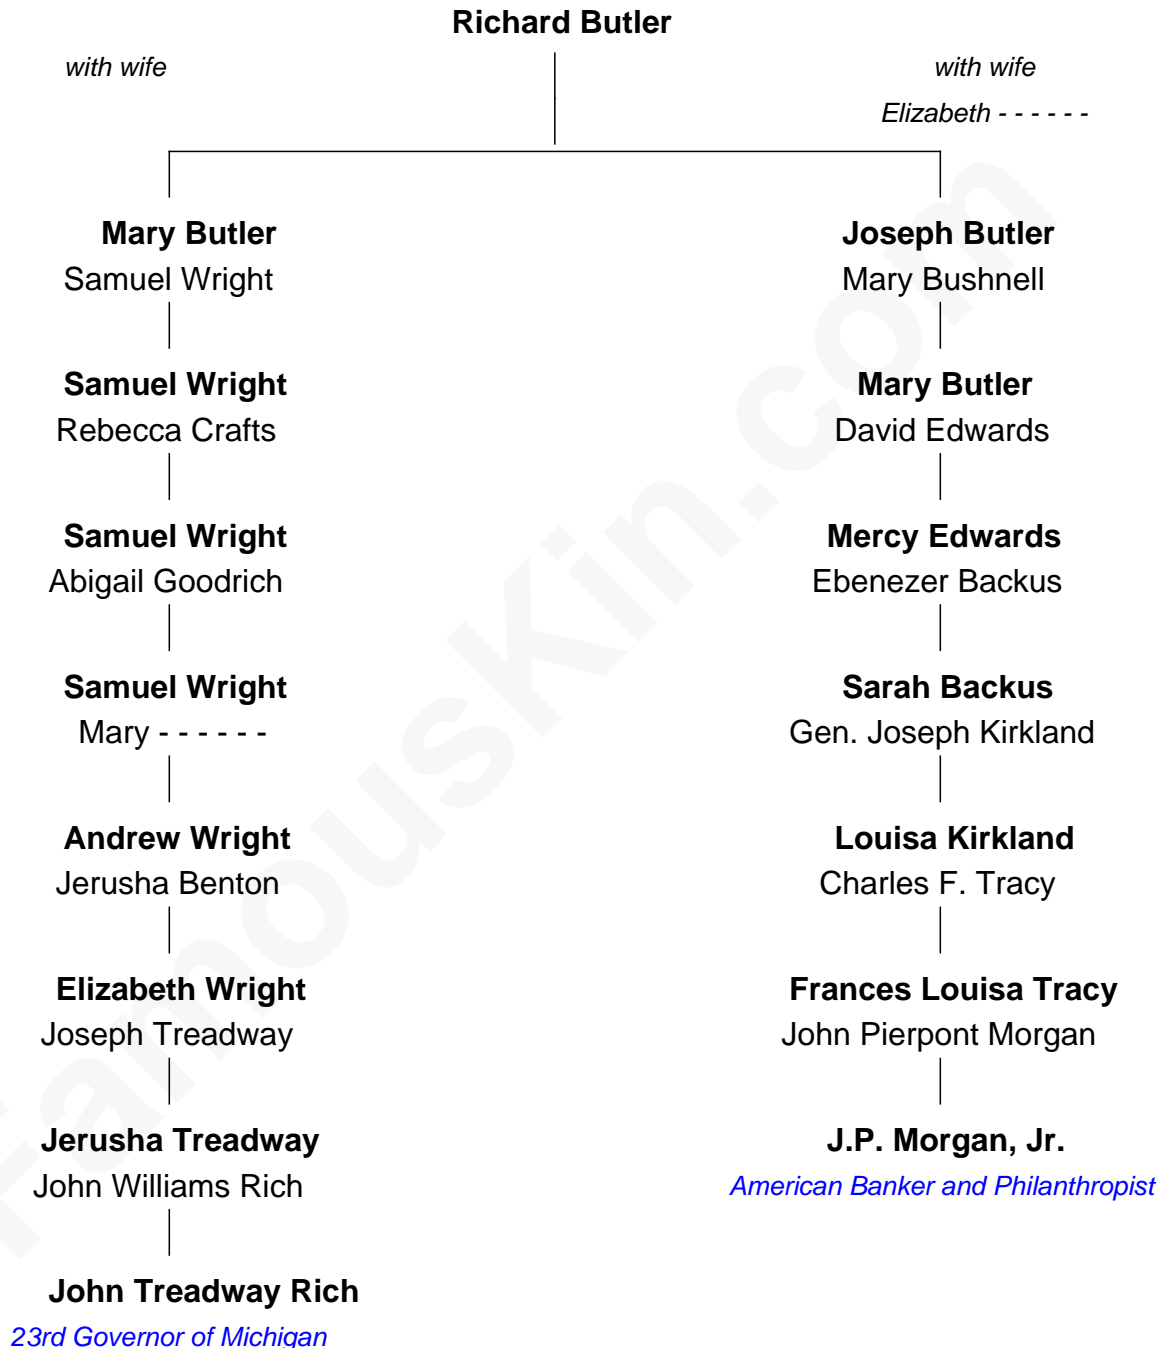 Richard Butler
with wife
with wife
Elizabeth - - - - - -
Mary Butler
Samuel Wright
Joseph Butler
Mary Bushnell
Samuel Wright
Rebecca Crafts
Mary Butler
David Edwards
Samuel Wright
Abigail Goodrich
Mercy Edwards
Ebenezer Backus
Samuel Wright
Mary - - - - - -
Sarah Backus
Gen. Joseph Kirkland
Andrew Wright
Jerusha Benton
Louisa Kirkland
Charles F. Tracy
Elizabeth Wright
Joseph Treadway
Frances Louisa Tracy
John Pierpont Morgan
Jerusha Treadway
John Williams Rich
J.P. Morgan, Jr.
American Banker and Philanthropist
John Treadway Rich
23rd Governor of Michigan
FamousKin.com